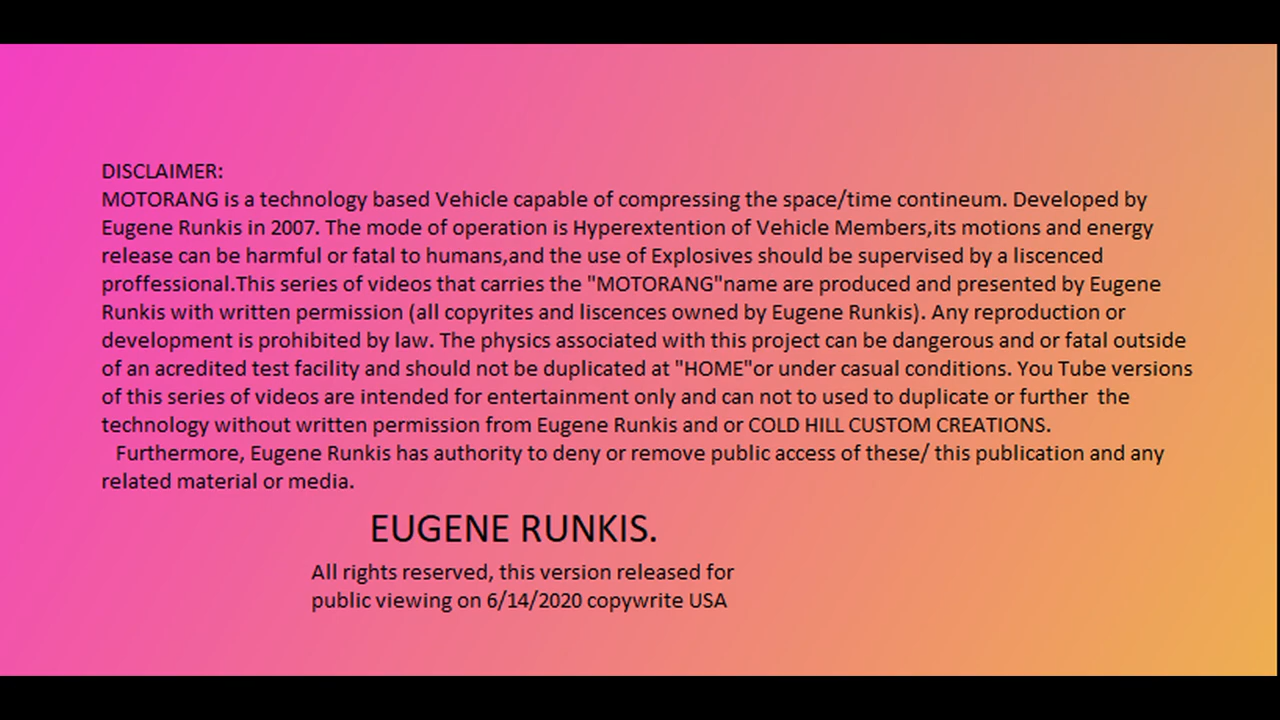 DISCLAIMER:
MOTORANG is a technology based Vehicle capable of compressing the space/time contineum. Developed by
Eugene Runkis in 2007. The mode of operation is Hyperextention of Vehicle Members,its motions and energy
release can be harmful or fatal to humans,and the use of Explosives should be supervised by a liscenced
proffessional.This series of videos that carries the "MOTORANG"name are produced and presented by Eugene
Runkis with written permission (all copyrites and liscences owned by Eugene Runkis). Any reproduction or
development is prohibited by law. The physics associated with this project can be dangerous and or fatal outside
of an acredited test facility and should not be duplicated at "HOME"or under casual conditions. You Tube versions
of this series of videos are intended for entertainment only and can not to used to duplicate or further  the
technology without written permission from Eugene Runkis and or COLD HILL CUSTOM CREATIONS.
Furthermore, Eugene Runkis has authority to deny or remove public access of these/ this publication and any
related material or media.
EUGENE RUNKIS.
All rights reserved, this version released for
public viewing on 6/14/2020 copywrite USA